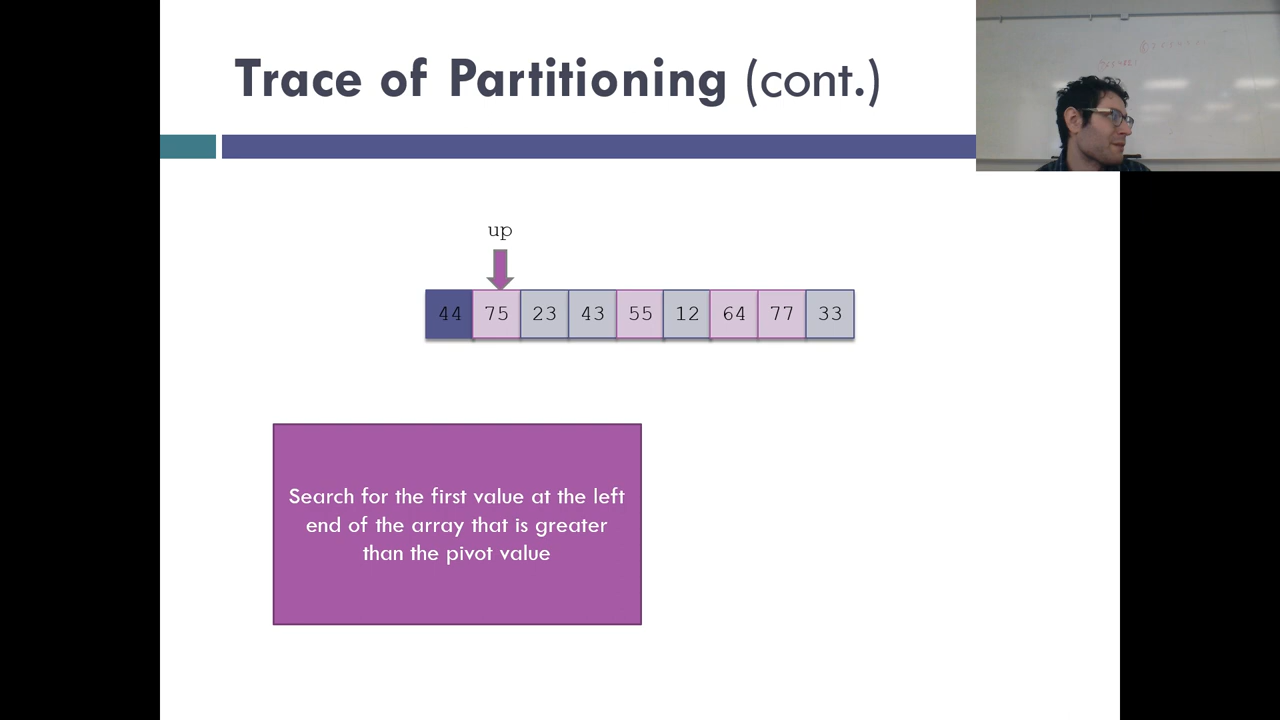 Trace of Partitioning (cont.)
up
44 75 23 43 55 12 64 77 33
Search for the first value at the left
end of the array that is greater
than the pivot value